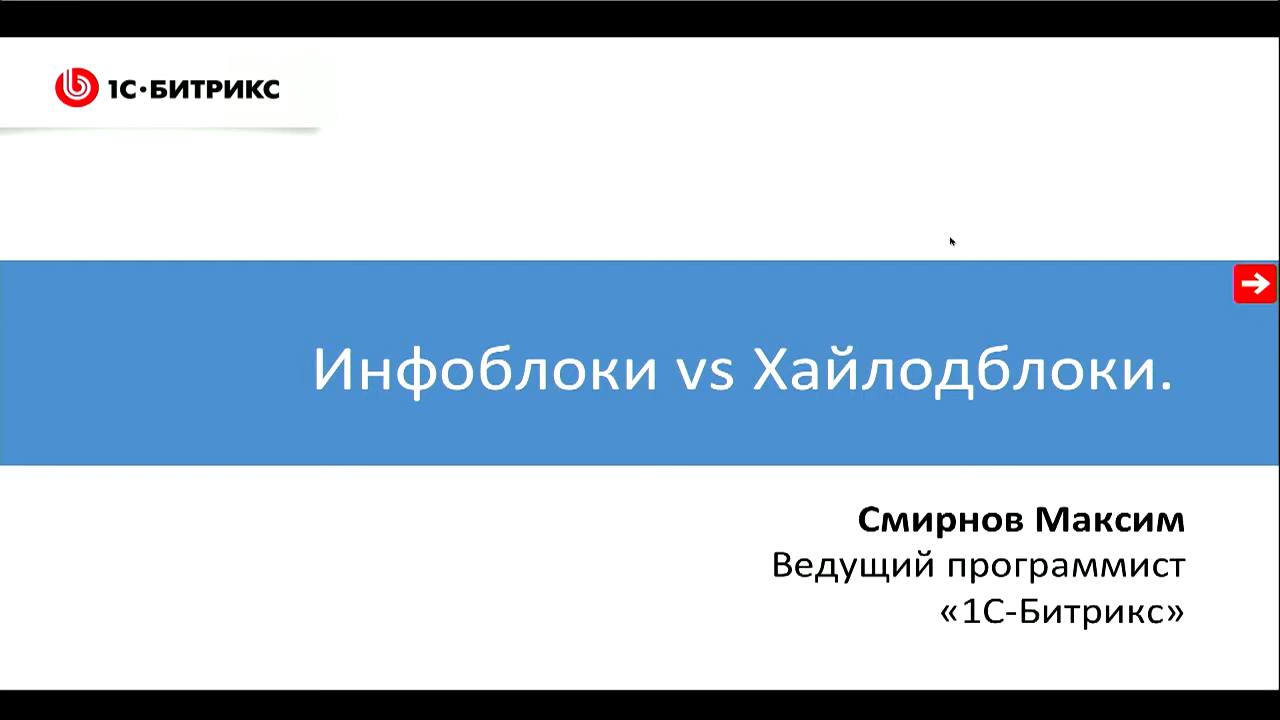 1С·БИТРИКС
Инфоблоки vs Хайлодблоки.
Смирнов Максим
Ведущий программист
«1С-Битрикс»